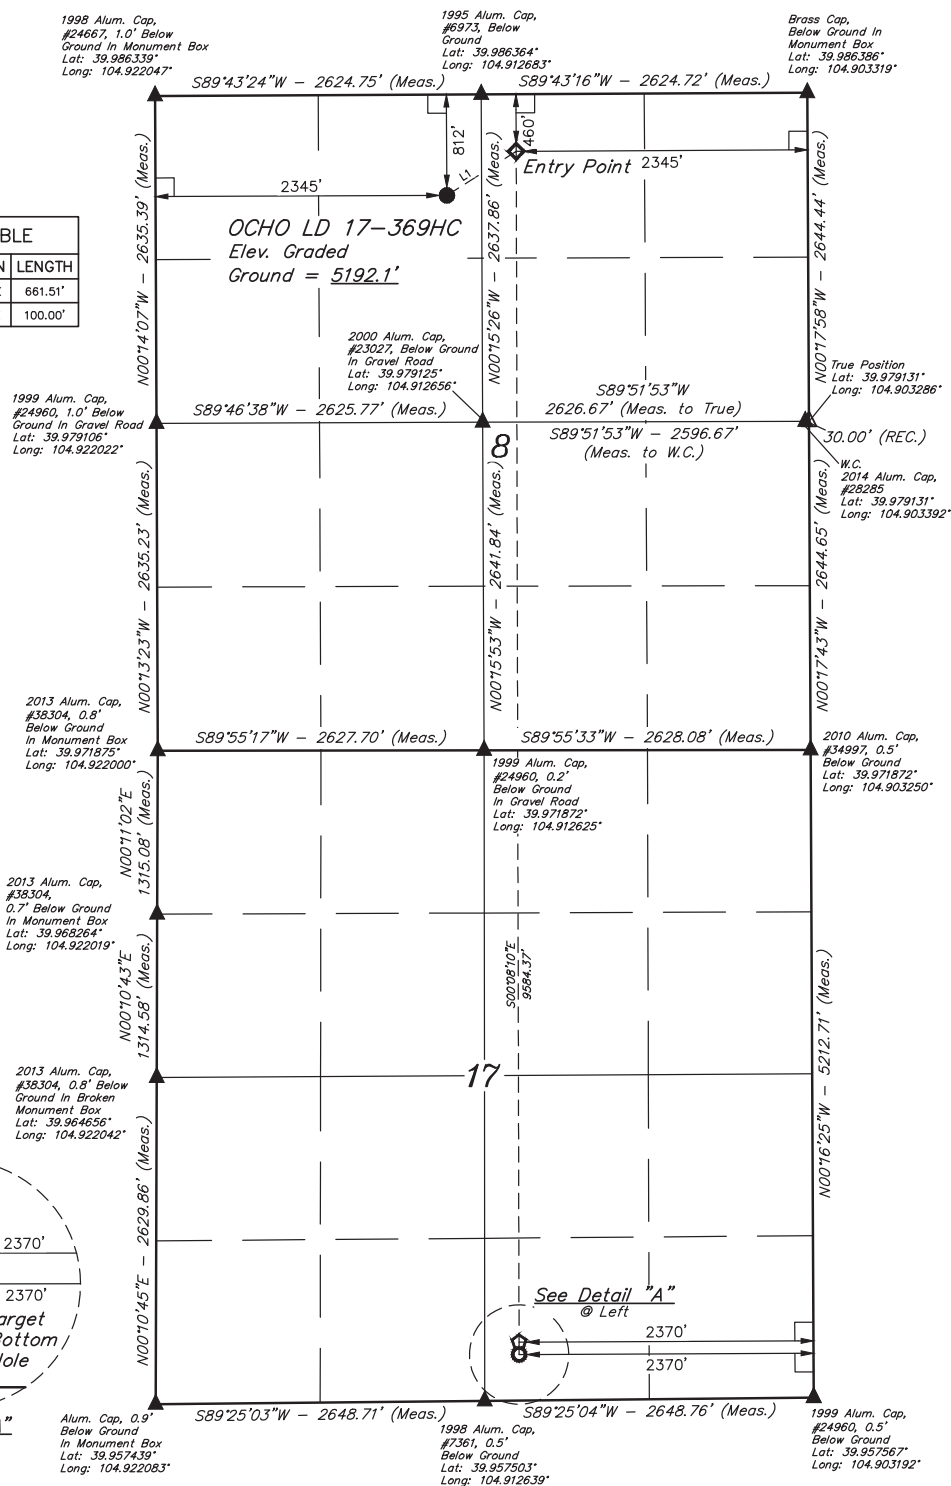 1998 Alum. Cap,
#24667, 1.0' Below
Ground In Monument Box
Lat: 39.986339°
Long: 104.922047°
1995 Alum. Cap,
#6973, Below
Ground
Lat: 39.986364°
Long: 104.912683°
Brass Cap,
Below Ground In
Monument Box
Lat: 39.986386°
Long: 104.903319°
S89°43'24"W - 2624.75' (Meas.)
S89°43'16"W - 2624.72' (Meas.)
812'
460'
Entry Point
2345'
L1
2345'
OCHO LD 17-369HC
Elev. Graded
Ground = 5192.1'
BLE
N LENGTH
661.51'
100.00'
N00°14'07"W - 2635.39' (Meas.)
N00°15'26"W - 2637.86' (Meas.)
N00°17'58"W - 2644.44' (Meas.)
2000 Alum. Cap,
#23027, Below Ground
In Gravel Road
Lat: 39.979125°
Long: 104.912656°
True Position
Lat: 39.979131°
Long: 104.903286°
1999 Alum. Cap,
#24960, 1.0' Below
Ground In Gravel Road
Lat: 39.979106°
Long: 104.922022°
S89°46'38"W - 2625.77' (Meas.)
S89°51'53"W
2626.67' (Meas. to True)
S89°51'53"W - 2596.67'
(Meas. to W.C.)
30.00' (REC.)
8
W.C.
2014 Alum. Cap,
#28285
Lat: 39.979131°
Long: 104.903392°
N00°13'23"W - 2635.23' (Meas.)
N00°15'53"W - 2641.84' (Meas.)
N00°17'43"W - 2644.65' (Meas.)
2013 Alum. Cap,
#38304, 0.8'
Below Ground
In Monument Box
Lat: 39.971875°
Long: 104.922000°
S89°55'17"W - 2627.70' (Meas.)
S89°55'33"W - 2628.08' (Meas.)
2010 Alum. Cap,
#34997, 0.5'
Below Ground
Lat: 39.971872°
Long: 104.903250°
1999 Alum. Cap,
#24960, 0.2'
Below Ground
In Gravel Road
Lat: 39.971872°
Long: 104.912625°
N00°11'02"E
1315.08' (Meas.)
2013 Alum. Cap,
#38304,
0.7' Below Ground
In Monument Box
Lat: 39.968264°
Long: 104.922019°
N00°10'43"E
1314.58' (Meas.)
S00°08'10"E
9584.37'
N00°16'25"W - 5212.71' (Meas.)
17
2013 Alum. Cap,
#38304, 0.8' Below
Ground In Broken
Monument Box
Lat: 39.964656°
Long: 104.922042°
N00°10'45"E - 2629.86' (Meas.)
2370'
2370'
arget
Bottom
Hole
"
See Detail "A"
@ Left
2370'
2370'
S89°25'03"W - 2648.71' (Meas.)
S89°25'04"W - 2648.76' (Meas.)
Alum. Cap, 0.9'
Below Ground
In Monument Box
Lat: 39.957439°
Long: 104.922083°
1998 Alum. Cap,
#7361, 0.5'
Below Ground
Lat: 39.957503°
Long: 104.912639°
1999 Alum. Cap,
#24960, 0.5'
Below Ground
Lat: 39.957567°
Long: 104.903192°